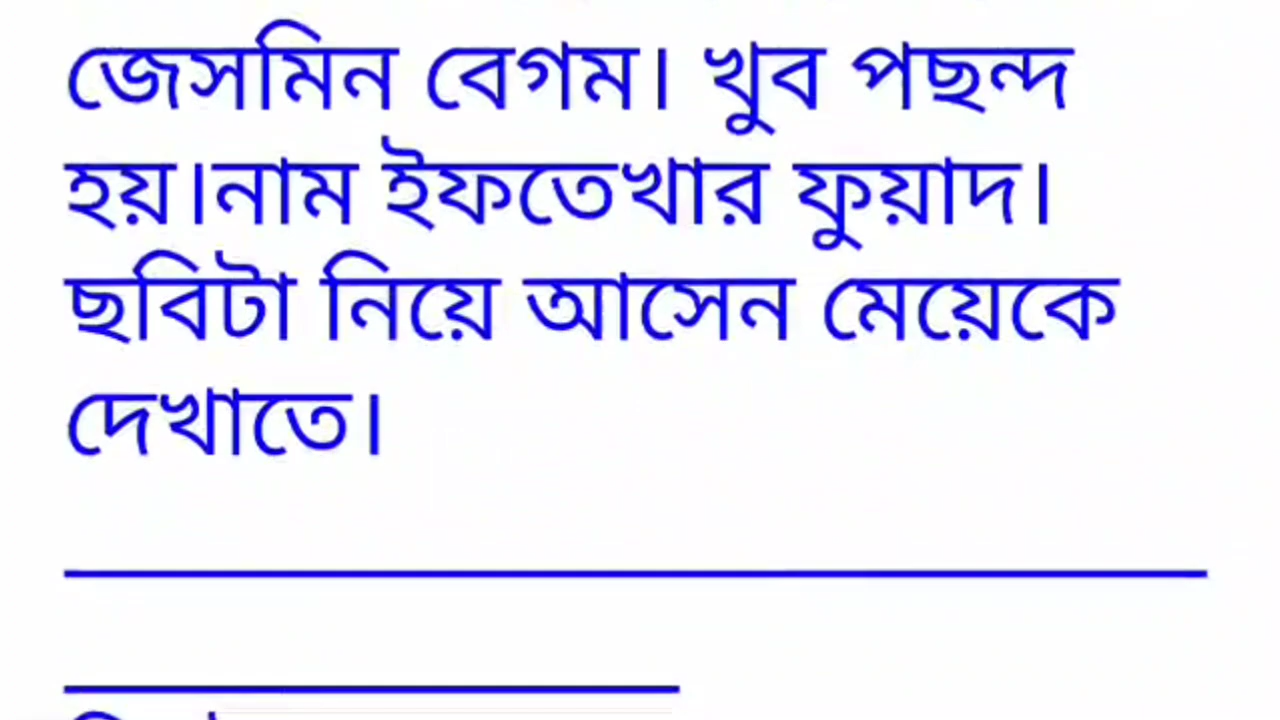 জেসমিন বেগম। খুব পছন্দ
হয়।নাম ইফতেখার ফুয়াদ।
ছবিটা নিয়ে আসেন মেয়েকে
দেখাতে।